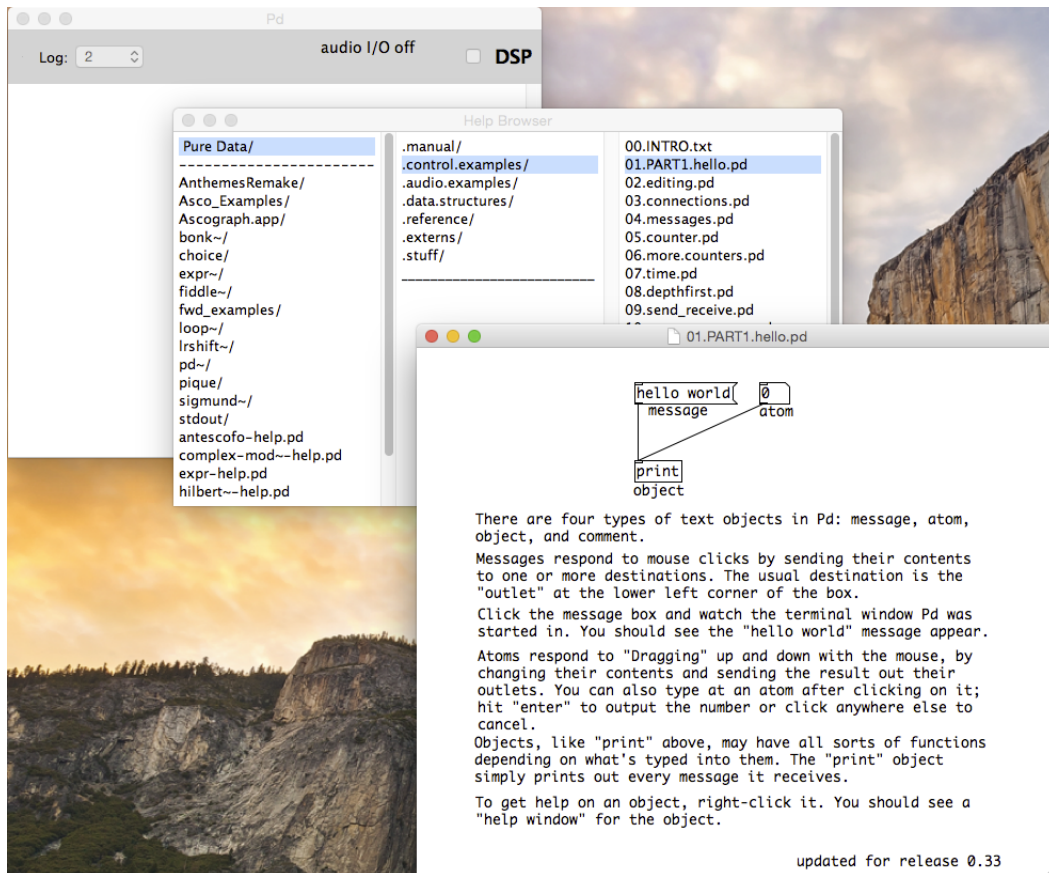 Pd
Log: 2
audio I/O off
DSP
Help Browser
Pure Data/
------------------------
AnthemesRemake/
Asco_Examples/
Ascograph.app/
bonk~/
choice/
expr~/
fiddle~/
fwd_examples/
loop~/
lrshift~/
pd~/
pique/
sigmund~/
stdout/
antescofo-help.pd
complex-mod~-help.pd
expr-help.pd
hilbert~-help.pd
.manual/
.control.examples/
.audio.examples/
.data.structures/
.reference/
.externs/
.stuff/
___________________________
00.INTRO.txt
01.PART1.hello.pd
02.editing.pd
03.connections.pd
04.messages.pd
05.counter.pd
06.more.counters.pd
07.time.pd
08.depthfirst.pd
09.send_receive.pd
01.PART1.hello.pd
hello world
0
message
atom
print
object
There are four types of text objects in Pd: message, atom,
object, and comment.
Messages respond to mouse clicks by sending their contents
to one or more destinations. The usual destination is the
"outlet" at the lower left corner of the box.
Click the message box and watch the terminal window Pd was
started in. You should see the "hello world" message appear.
Atoms respond to "Dragging" up and down with the mouse, by
changing their contents and sending the result out their
outlets. You can also type at an atom after clicking on it;
hit "enter" to output the number or click anywhere else to
cancel.
Objects, like "print" above, may have all sorts of functions
depending on what's typed into them. The "print" object
simply prints out every message it receives.
To get help on an object, right-click it. You should see a
"help window" for the object.
updated for release 0.33